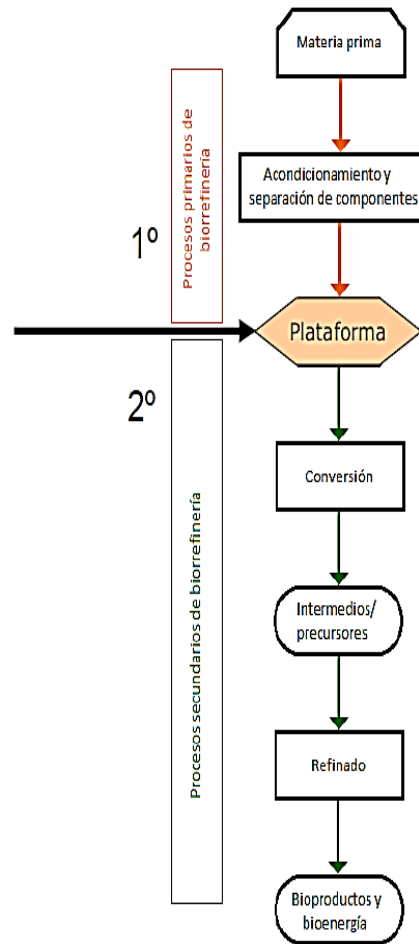 Materia prima
Procesos primarios de
biorrefinería
1º
Acondicionamiento y
separación de componentes
Plataforma
2º
Procesos secundarios de biorrefinería
Conversión
Intermedios/
precursores
Refinado
Bioproductos y
bioenergía